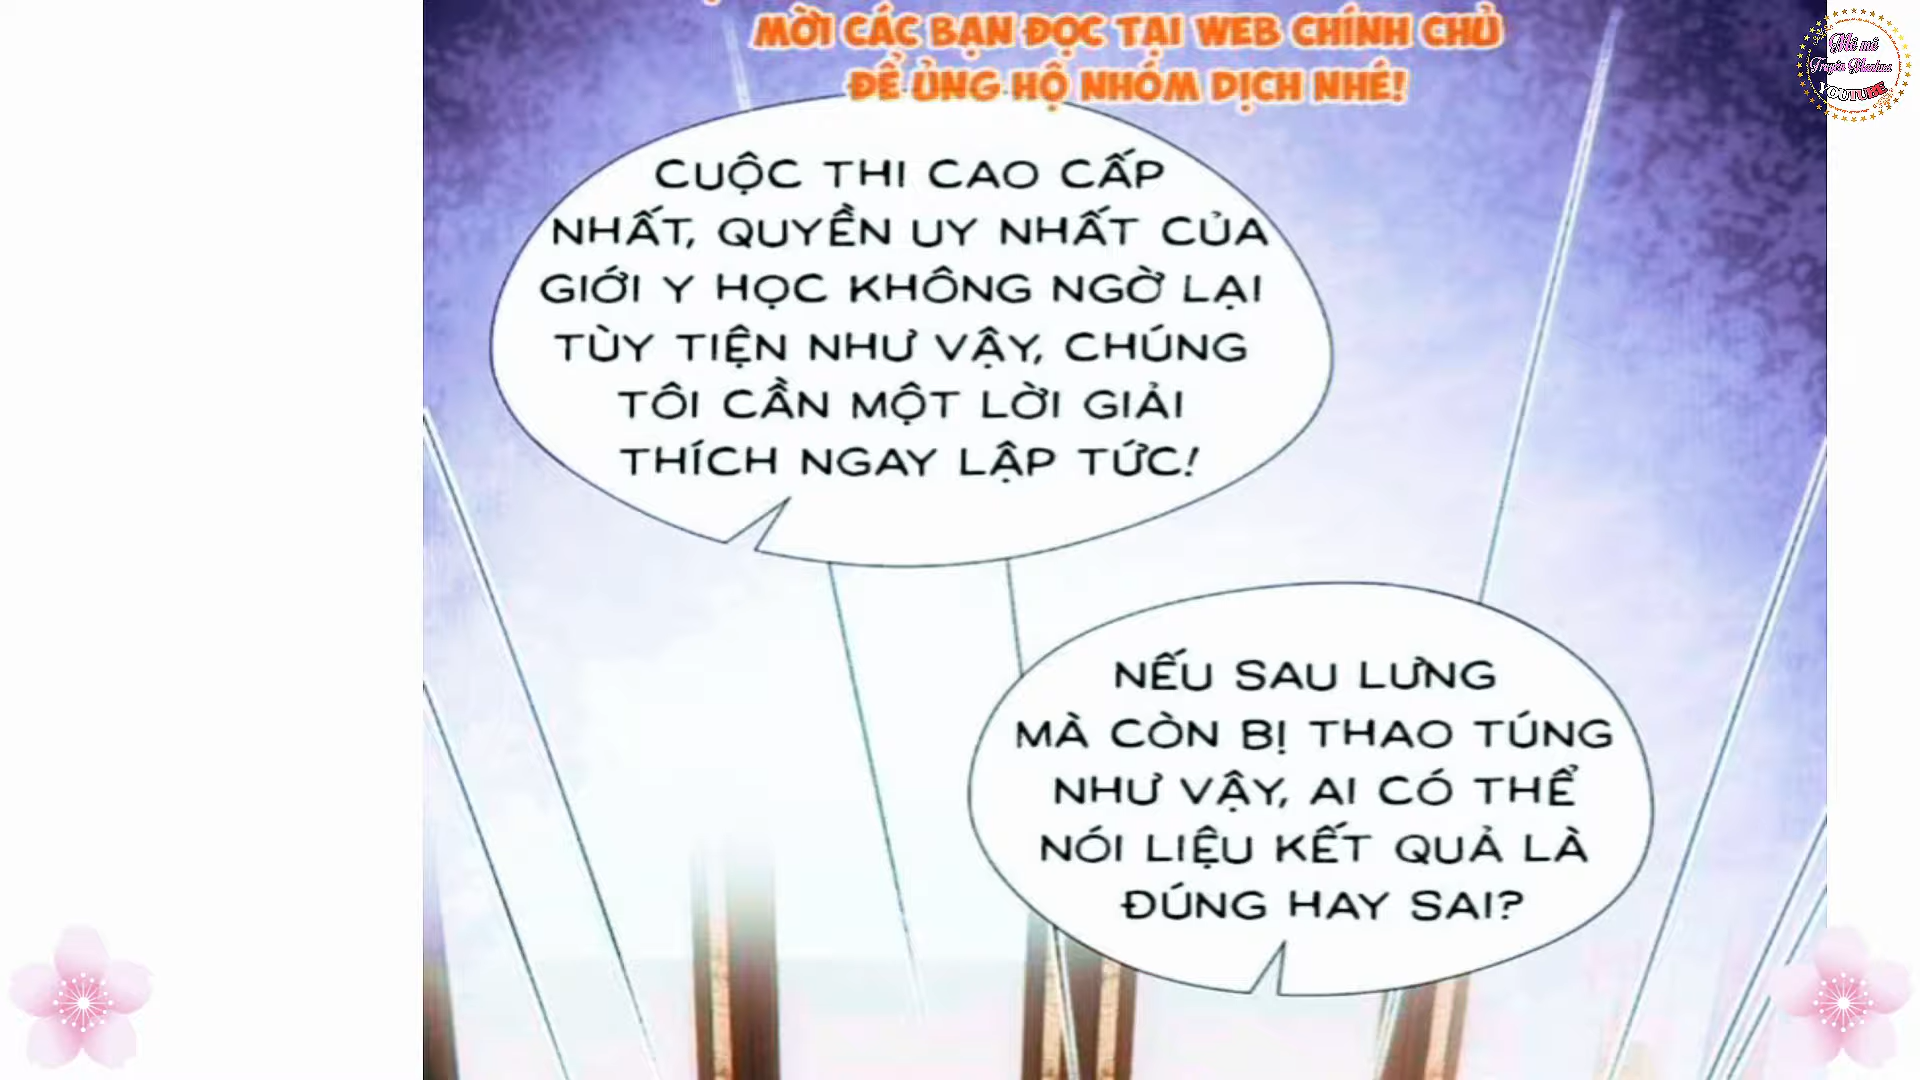 MỜI CÁC BẠN ĐỌC TẠI WEB CHÍNH CHỦ
ĐỂ ỦNG HỘ NHÓM DỊCH NHÉ!
CUỘC THI CAO CẤP
NHẤT, QUYỀN UY NHẤT CỦA
GIỚI Y HỌC KHÔNG NGỜ LẠI
TÙY TIỆN NHƯ VẬY, CHÚNG
TÔI CẦN MỘT LỜI GIẢI
THÍCH NGAY LẬP TỨC!
NẾU SAU LƯNG
MÀ CÒN BỊ THAO TÚNG
NHƯ VẬY, AI CÓ THỂ
NÓI LIỆU KẾT QUẢ LÀ
ĐÚNG HAY SAI?
Truyện Manhua
YOUTUBE